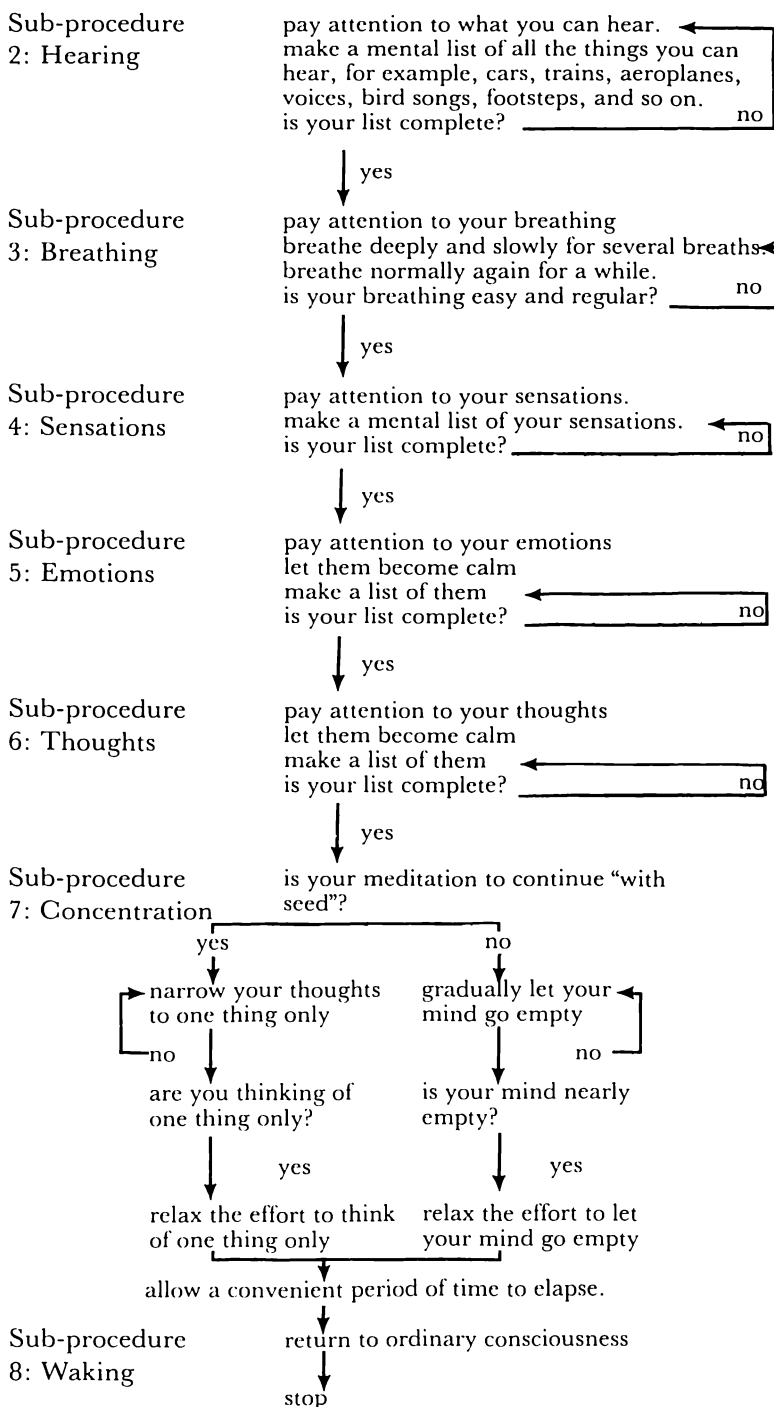 Sub-procedure
2: Hearing
pay attention to what you can hear.
make a mental list of all the things you can
hear, for example, cars, trains, aeroplanes,
voices, bird songs, footsteps, and so on.
is your list complete?
no
yes
Sub-procedure
3: Breathing
pay attention to your breathing
breathe deeply and slowly for several breaths.
breathe normally again for a while.
is your breathing easy and regular?
no
yes
Sub-procedure
4: Sensations
pay attention to your sensations.
make a mental list of your sensations.
is your list complete?
no
yes
Sub-procedure
5: Emotions
pay attention to your emotions
let them become calm
make a list of them
is your list complete?
no
yes
Sub-procedure
6: Thoughts
pay attention to your thoughts
let them become calm
make a list of them
is your list complete?
no
yes
Sub-procedure
7: Concentration
is your meditation to continue “with
seed”?
yes
no
narrow your thoughts
to one thing only
no
are you thinking of
one thing only?
yes
relax the effort to think
of one thing only
gradually let your
mind go empty
no
is your mind nearly
empty?
yes
relax the effort to let
your mind go empty
allow a convenient period of time to elapse.
Sub-procedure
8: Waking
return to ordinary consciousness
stop